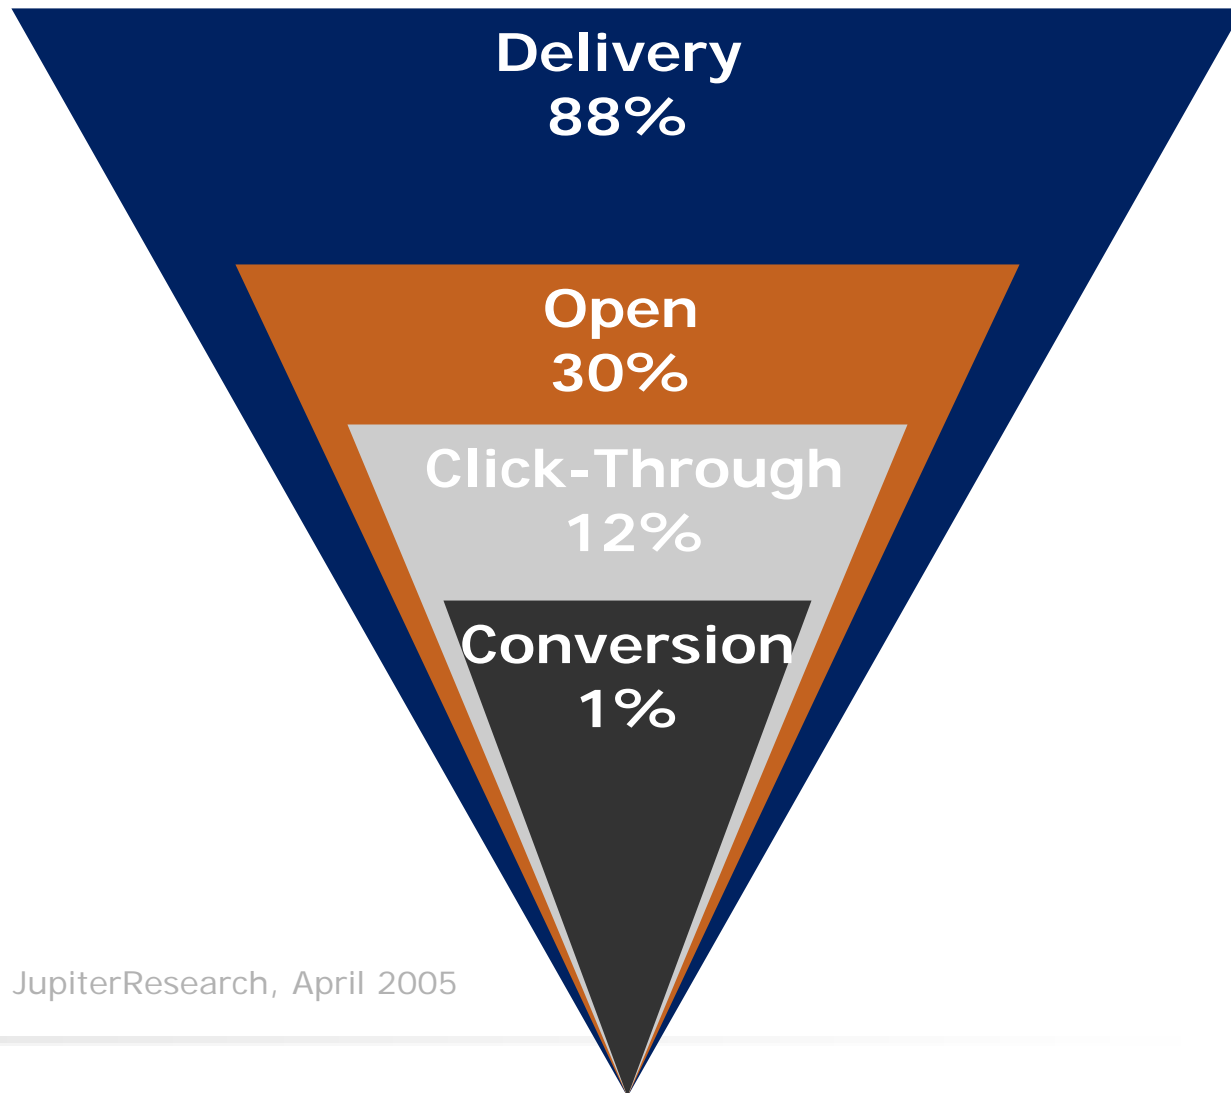 Delivery
88%
Open
30%
Click-Through
12%
Conversion
1%
JupiterResearch, April 2005